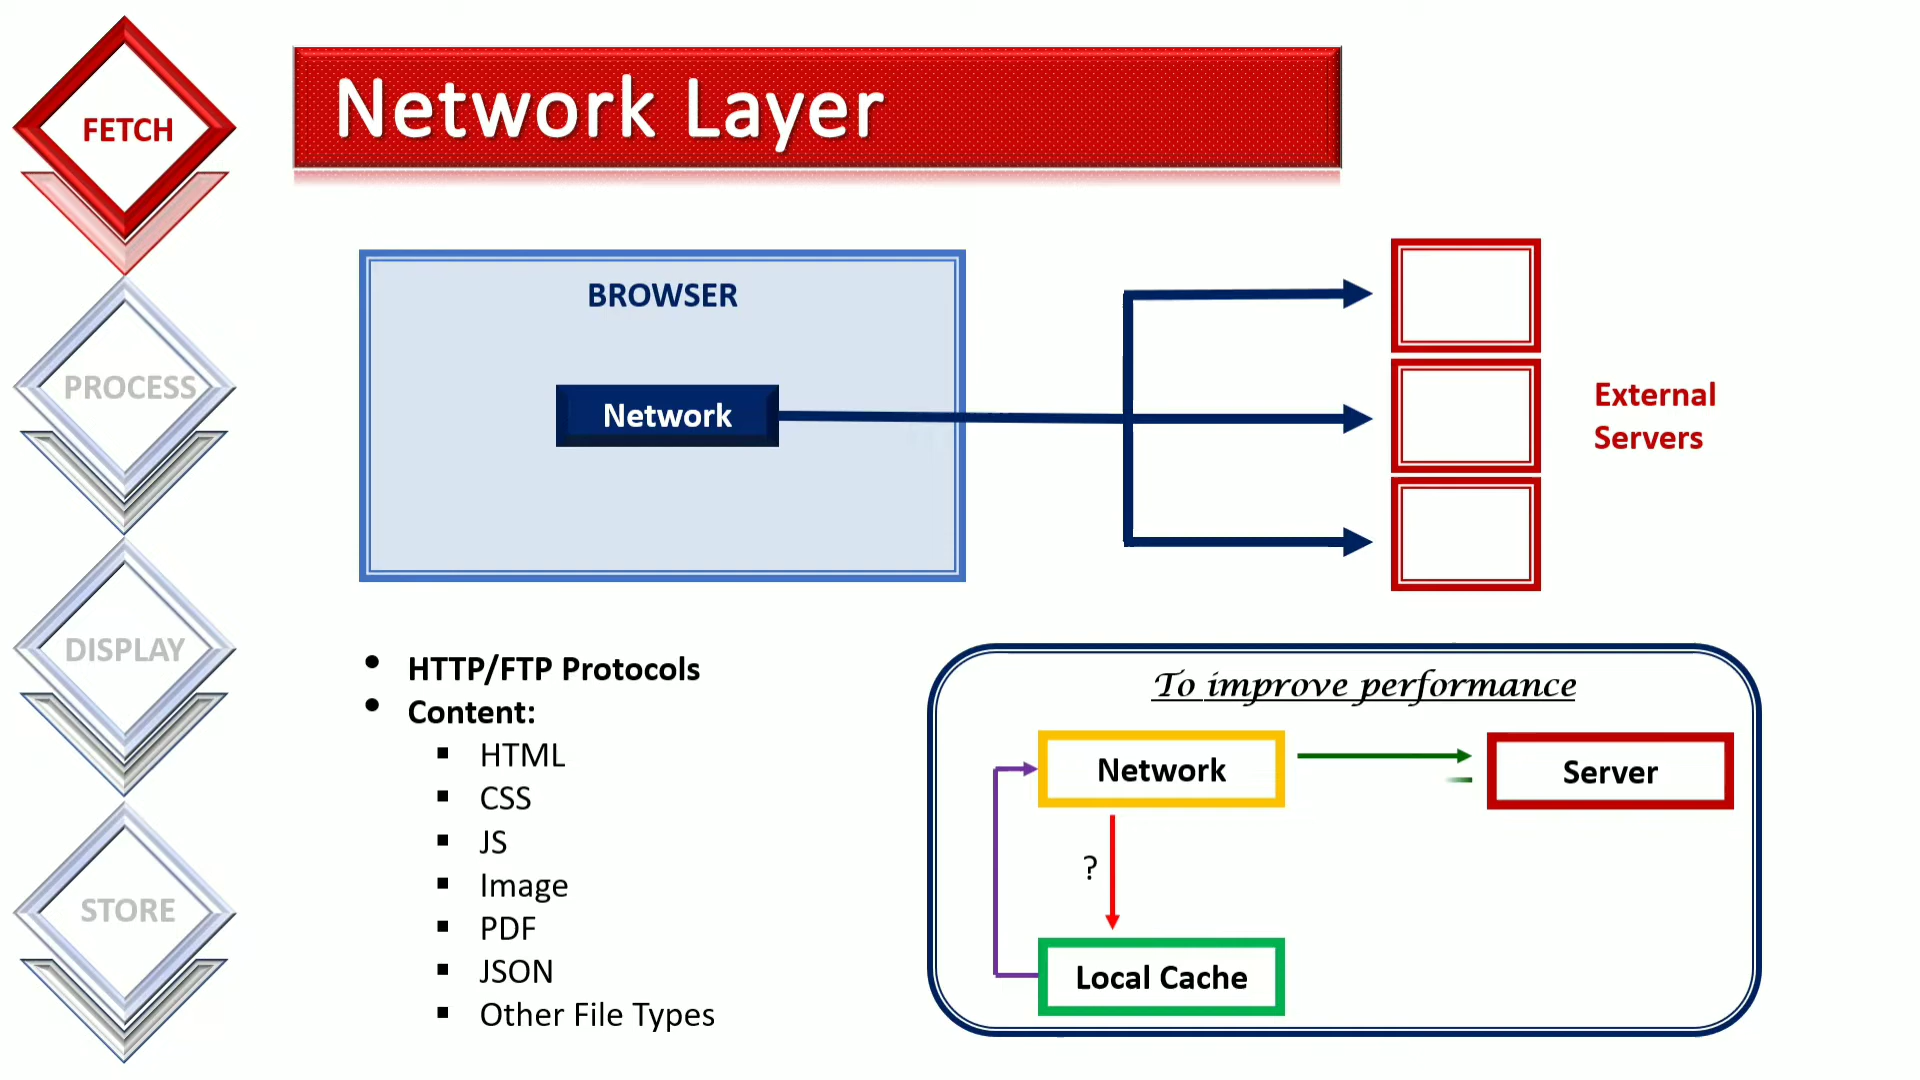 Network Layer
FETCH
PROCESS
DISPLAY
STORE
BROWSER
Network
External
Servers
• HTTP/FTP Protocols
• Content:
▪ HTML
▪ CSS
▪ JS
▪ Image
▪ PDF
▪ JSON
▪ Other File Types
To improve performance
Network
Server
?
Local Cache